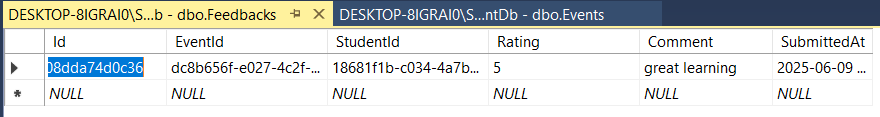 DESKTOP-8IGRAI0\S...b - dbo.Feedbacks DESKTOP-8IGRAI0\S...ntDb - dbo.Events
Id EventId StudentId Rating Comment SubmittedAt
08dda74d0c36 dc8b656f-e027-4c2f-... 18681f1b-c034-4a7b... 5 great learning 2025-06-09 ...
NULL NULL NULL NULL NULL NULL